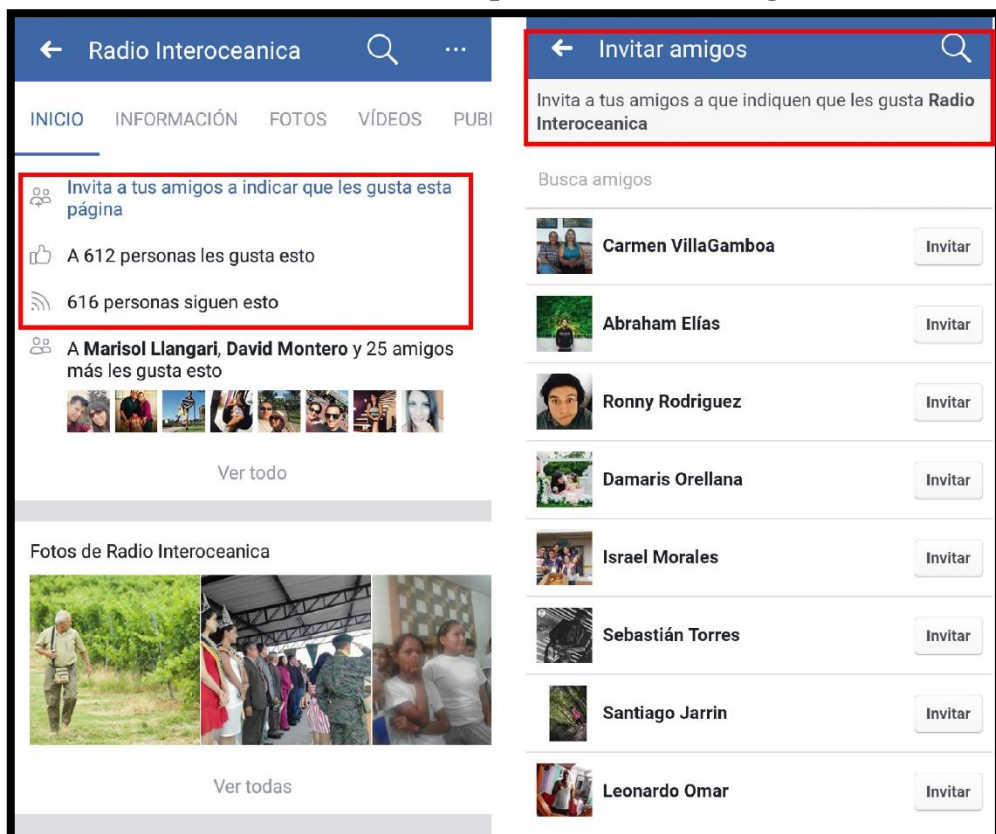 Radio Interoceanica
INICIO INFORMACIÓN FOTOS VÍDEOS PUBI
Invita a tus amigos a indicar que les gusta esta
página
A 612 personas les gusta esto
616 personas siguen esto
A Marisol Llangari, David Montero y 25 amigos
más les gusta esto
Ver todo
Fotos de Radio Interoceanica
Ver todas
Invitar amigos
Invita a tus amigos a que indiquen que les gusta Radio
Interoceanica
Busca amigos
Carmen VillaGamboa Invitar
Abraham Elías Invitar
Ronny Rodriguez Invitar
Damaris Orellana Invitar
Israel Morales Invitar
Sebastián Torres Invitar
Santiago Jarrin Invitar
Leonardo Omar Invitar